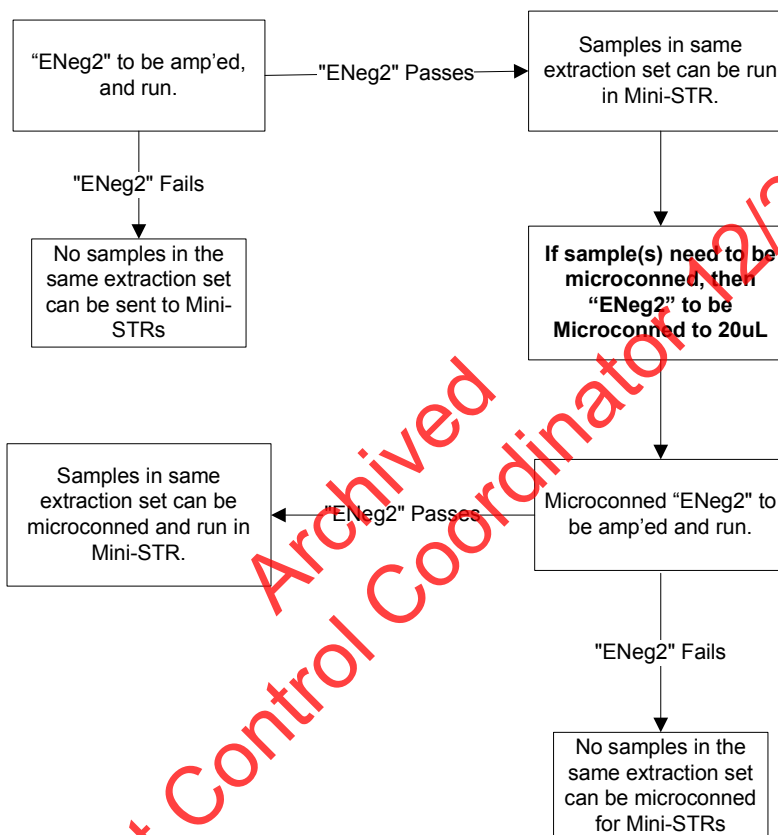 “ENeg2" to be amp’ed,
and run.
"ENeg2" Passes
Samples in same
extraction set can be run
in Mini-STR.
"ENeg2" Fails
No samples in the
same extraction set
can be sent to Mini-
STRs
If sample(s) need to be
microconned, then
“ENeg2” to be
Microconned to 20uL
Samples in same
extraction set can be
microconned and run in
Mini-STR.
"ENeg2" Passes
Microconned “ENeg2" to
be amp’ed and run.
"ENeg2" Fails
No samples in the
same extraction set
can be microconned
for Mini-STRs
Archived
Control Coordinator